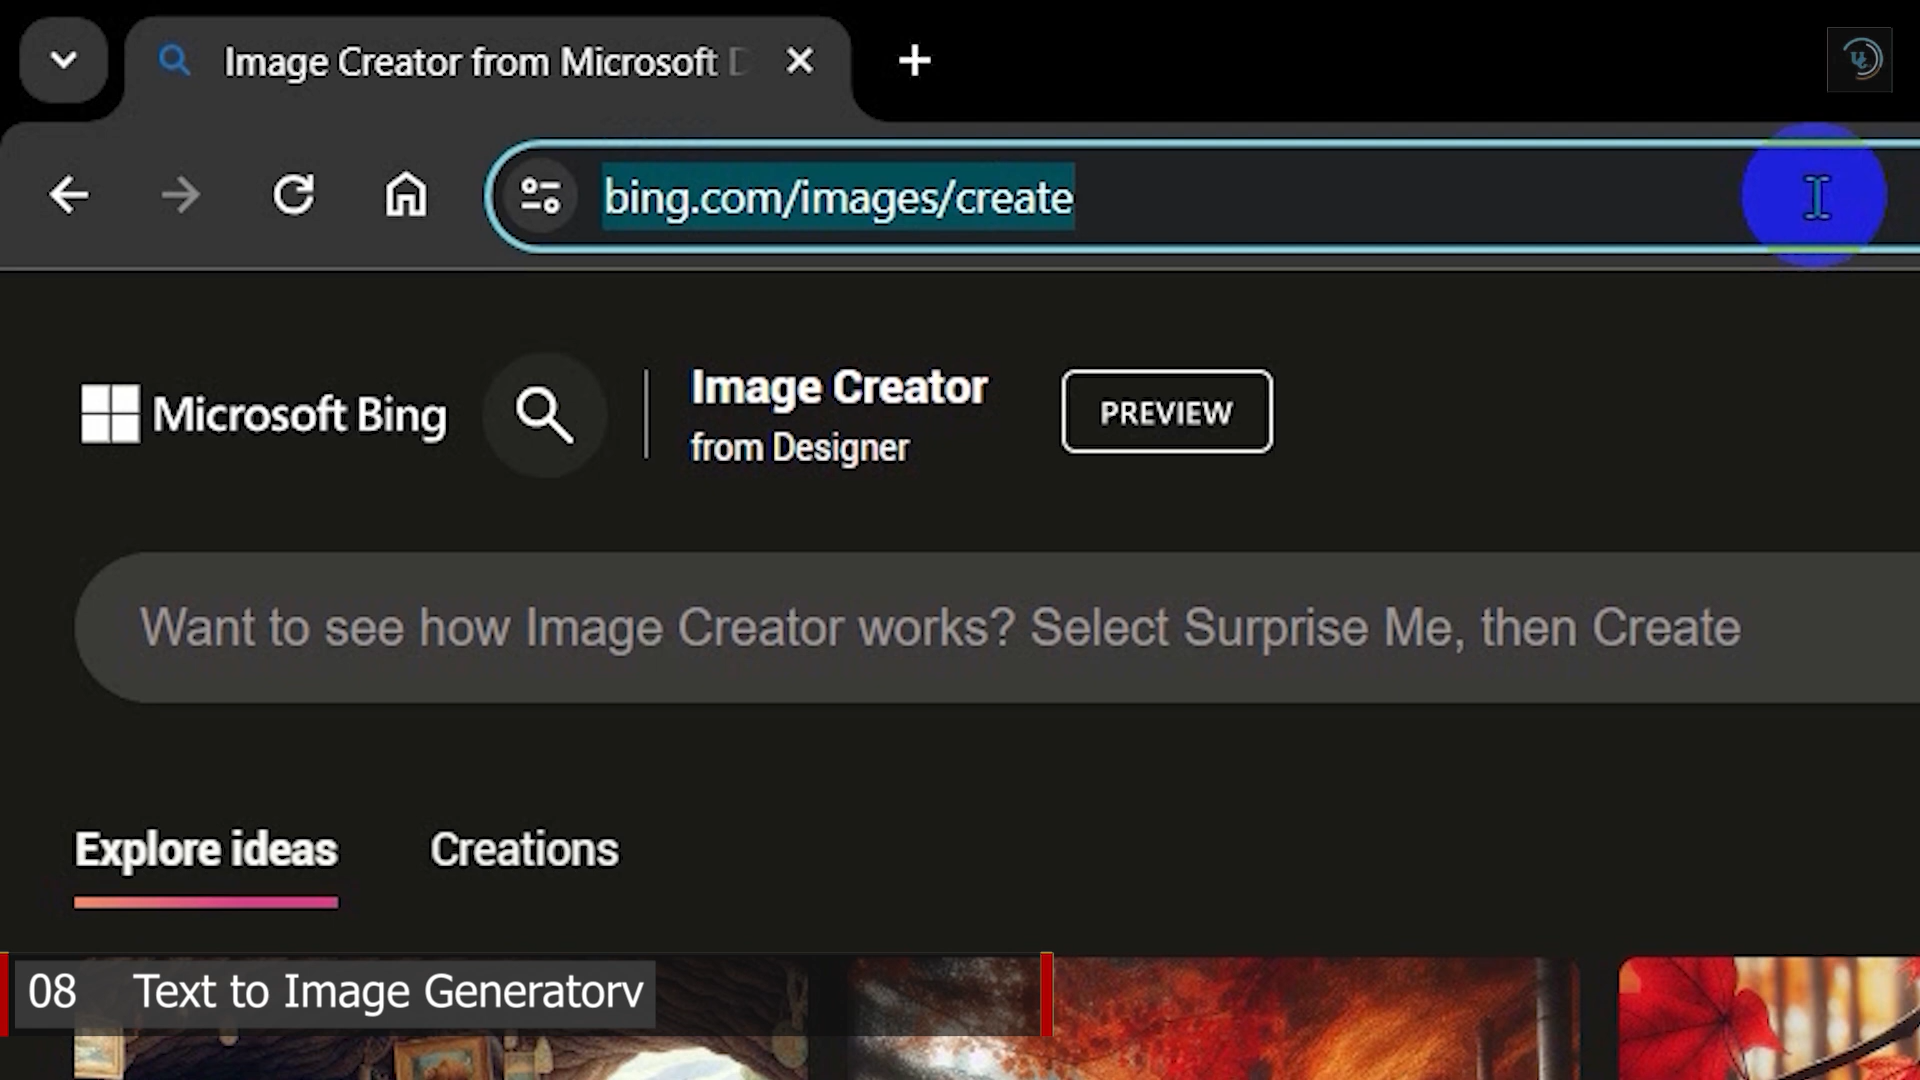 Image Creator from Microsoft D
bing.com/images/create
Microsoft Bing
Image Creator
from Designer
PREVIEW
Want to see how Image Creator works? Select Surprise Me, then Create
Explore ideas
Creations
08 Text to Image Generatorv